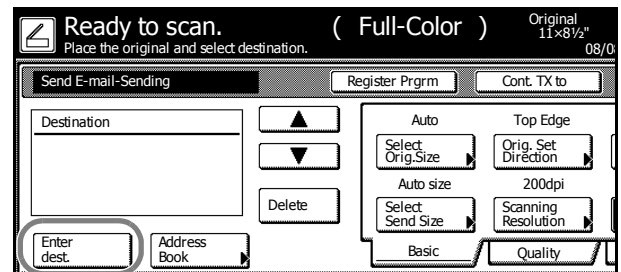 Ready to scan.
Place the original and select destination.
( Full-Color )
Original
11×8½"
08/0
Send E-mail-Sending
Register Prgrm
Cont. TX to
Destination
Delete
Enter
dest.
Address
Book
Auto
Select
Orig.Size
Top Edge
Orig. Set
Direction
Auto size
Select
Send Size
200dpi
Scanning
Resolution
Basic
Quality